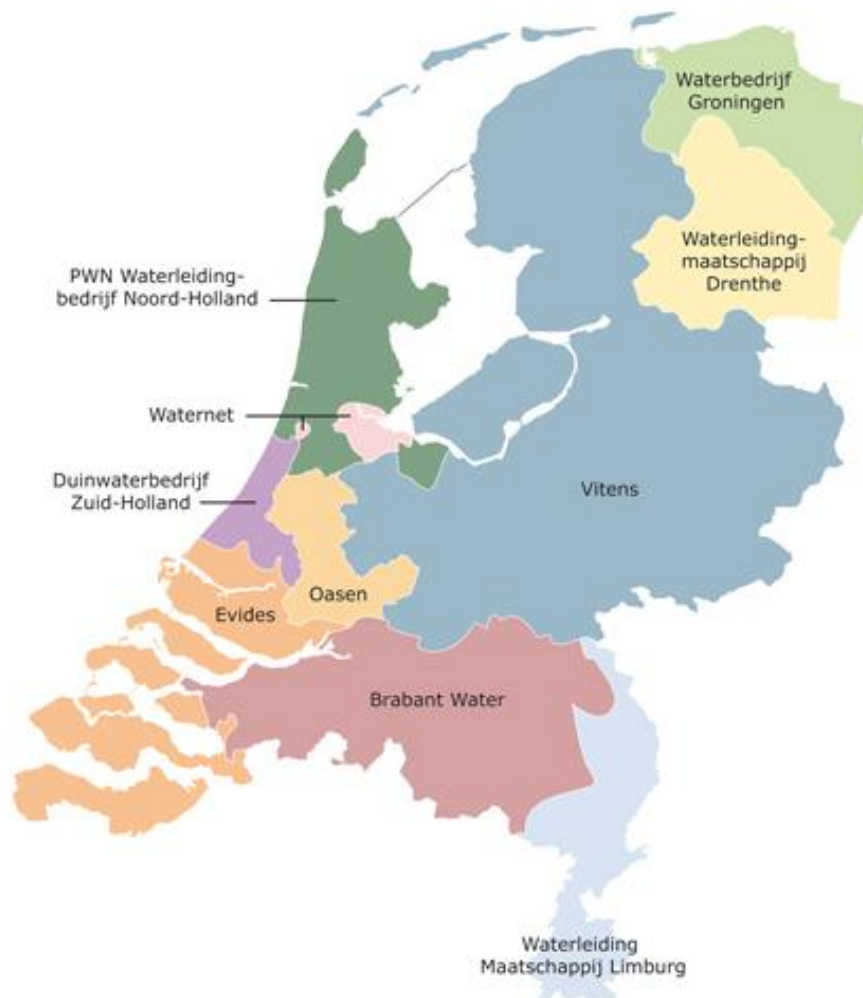 Waterbedrijf
Groningen
Waterleiding-
maatschappij
Drenthe
PWN Waterleiding-
bedrijf Noord-Holland
Waternet
Duinwaterbedrijf
Zuid-Holland
Vitens
Oasen
Evides
Brabant Water
Waterleiding
Maatschappij Limburg